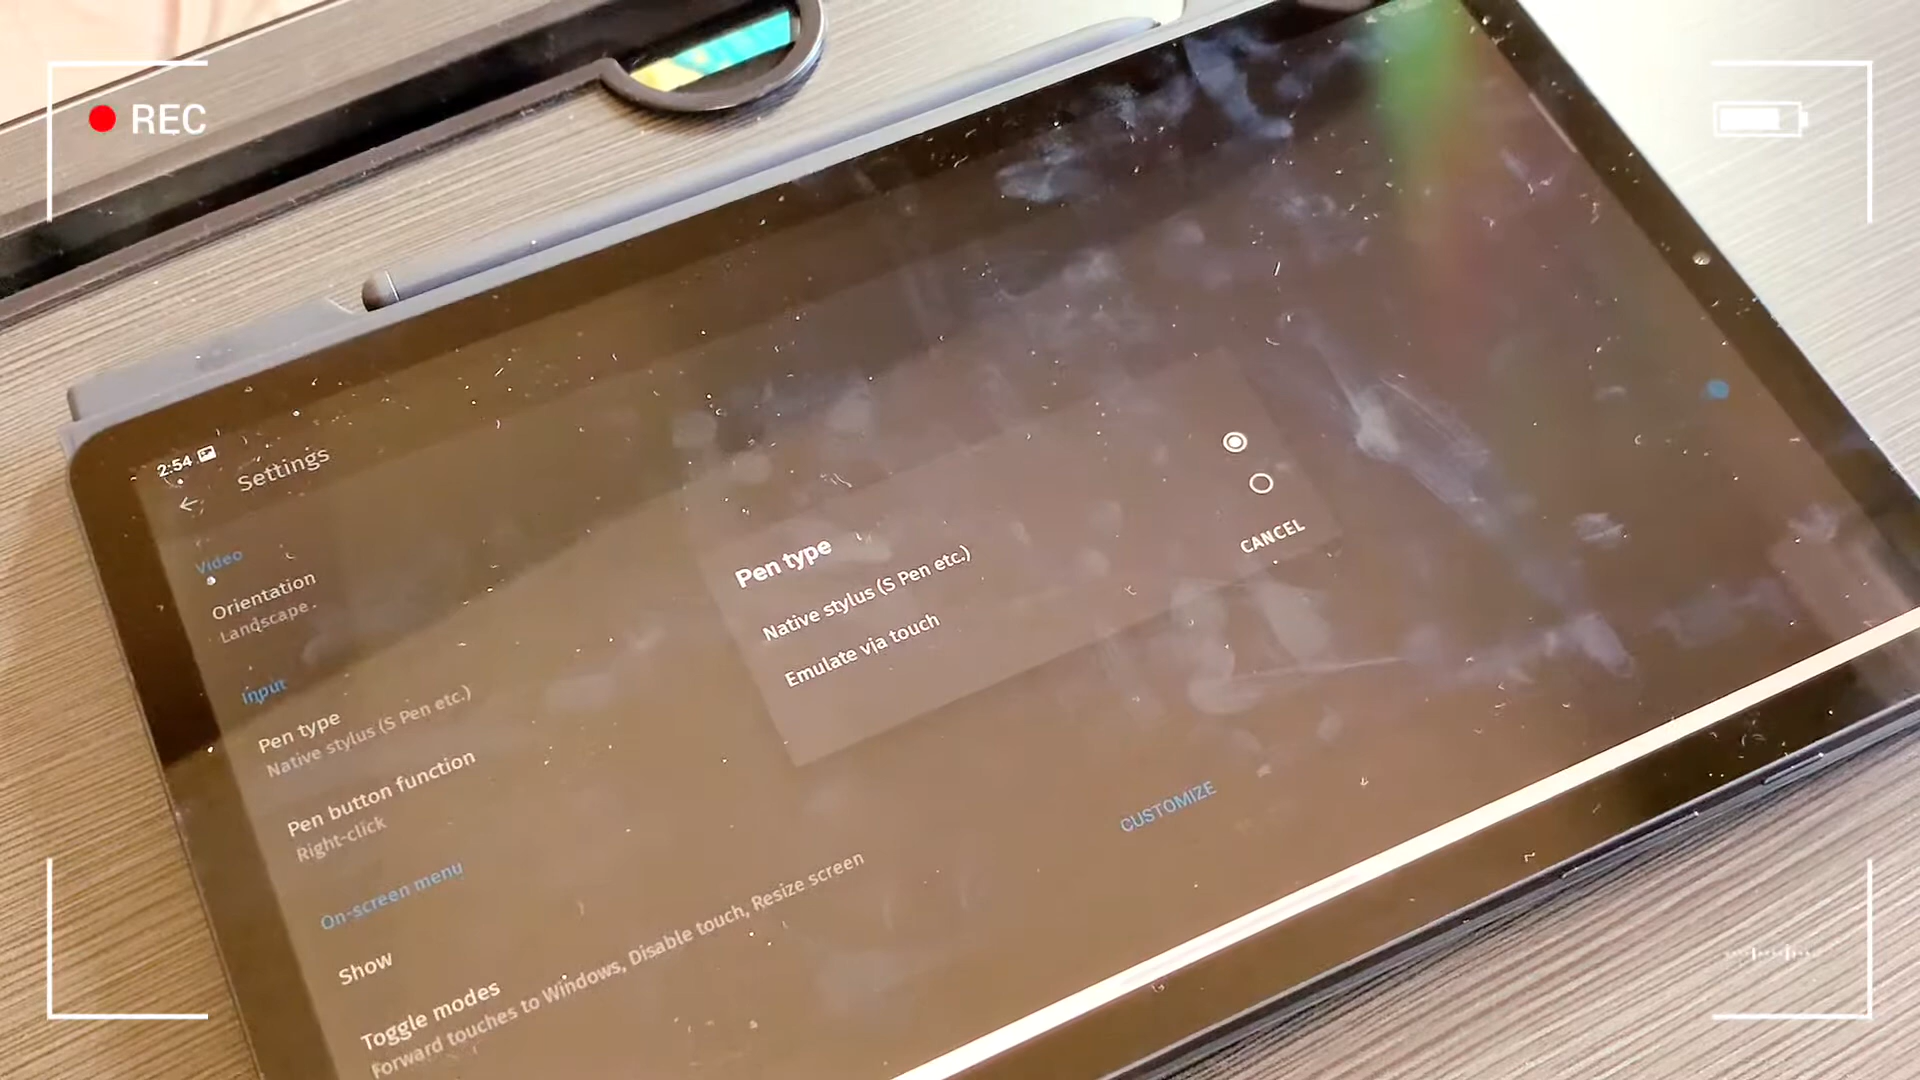 REC
2:54
Settings
Video
Orientation
Landscape
Input
Pen type
Native stylus (S Pen etc.)
Pen button function
Right-click
On-screen menu
Show
CUSTOMIZE
Toggle modes
Forward touches to Windows, Disable touch, Resize screen
Pen type
Native stylus (S Pen etc.)
Emulate via touch
CANCEL